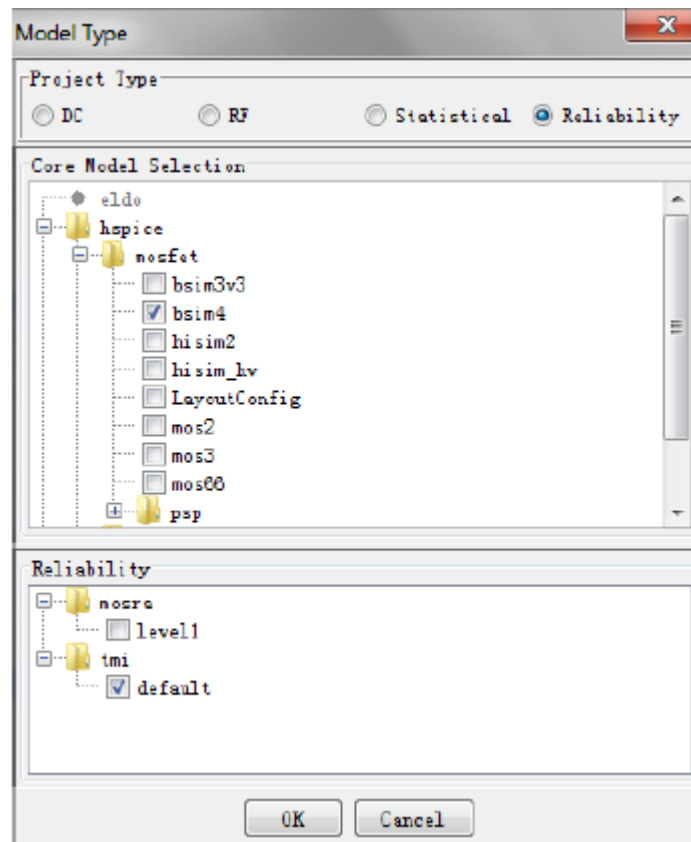 Model Type
Project Type
DC RF Statistical Reliability
Core Model Selection
eldo
hspice
mosfet
bsim3v3
bsim4
hisim2
hisim_hv
LayoutConfig
mos2
mos3
mos66
psp
Reliability
mosra
level1
tmi
default
OK Cancel